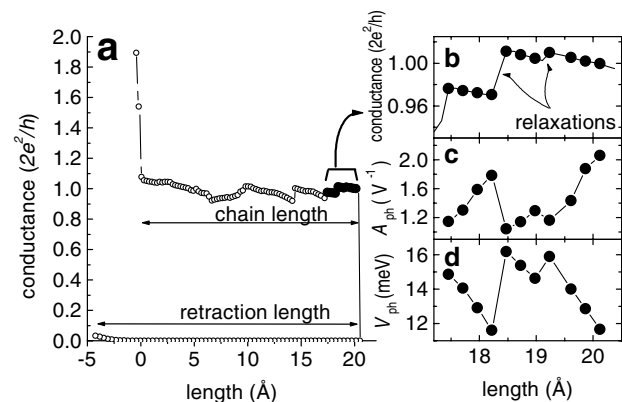 a
2.0
1.8
1.6
1.4
1.2
1.0
0.8
0.6
0.4
0.2
0.0
conductance (2e²/h)
chain length
retraction length
-5 0 5 10 15 20
length (Å)
b
conductance (2e²/h)
1.00
0.96
relaxations
c
A_ph (V⁻¹)
2.0
1.6
1.2
d
V_ph (meV)
16
14
12
18 19 20
length (Å)